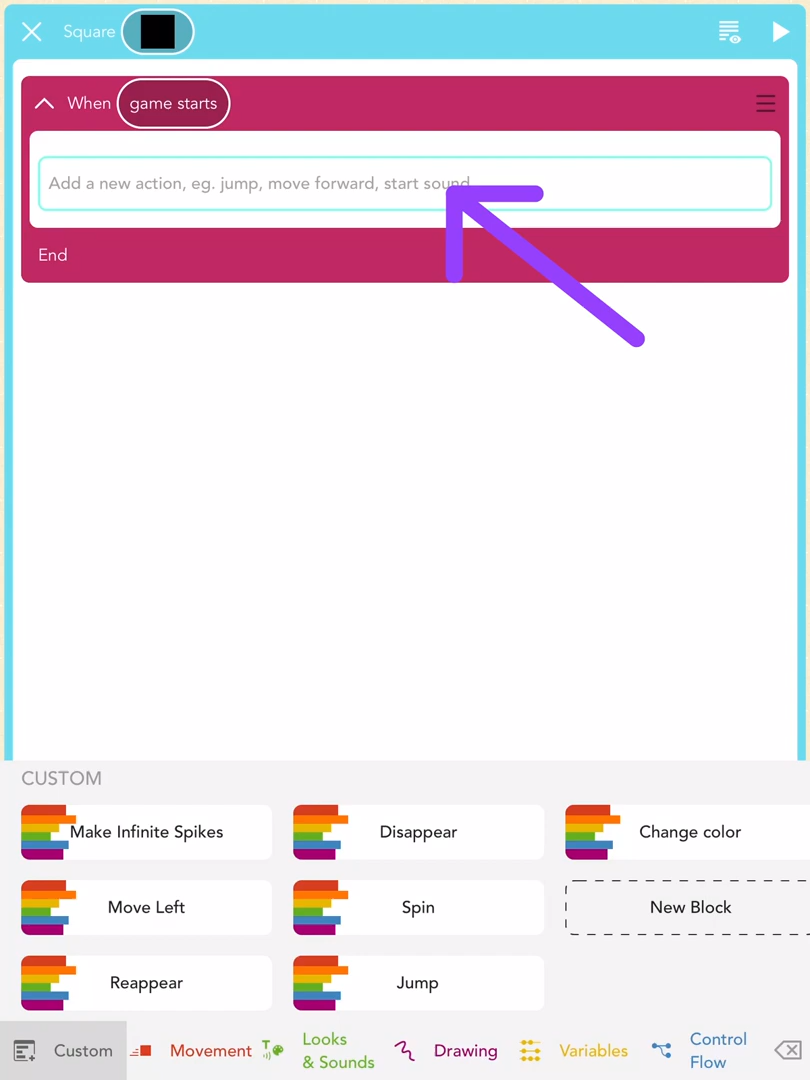 Square
When game starts
Add a new action, eg. jump, move forward, start sound
End
CUSTOM
Make Infinite Spikes Disappear Change color
Move Left Spin New Block
Reappear Jump
Custom Movement Looks & Sounds Drawing Variables Control Flow